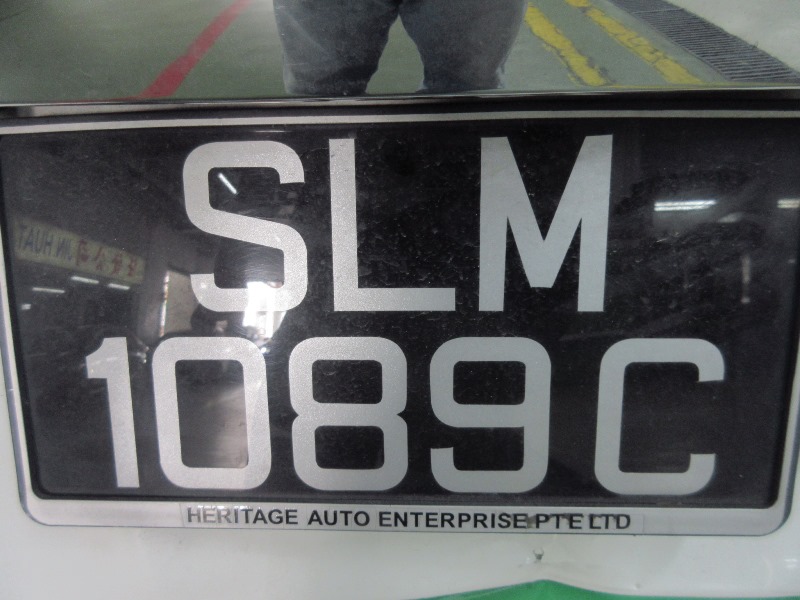 SLM
1089C
HERITAGE AUTO ENTERPRISE PTE LTD